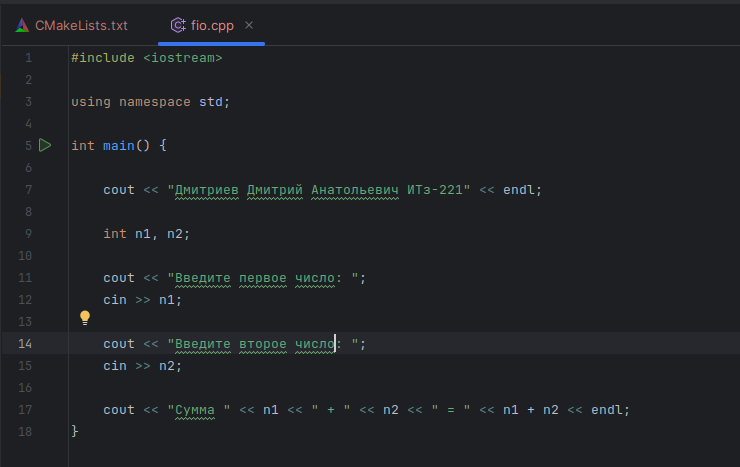 CMakeLists.txt fio.cpp ×
1 #include <iostream>
2
3 using namespace std;
4
5 int main() {
6
7 cout << "Дмитриев Дмитрий Анатольевич ИТз-221" << endl;
8
9 int n1, n2;
10
11 cout << "Введите первое число: ";
12 cin >> n1;
13
14 cout << "Введите второе число: ";
15 cin >> n2;
16
17 cout << "Сумма " << n1 << " + " << n2 << " = " << n1 + n2 << endl;
18 }